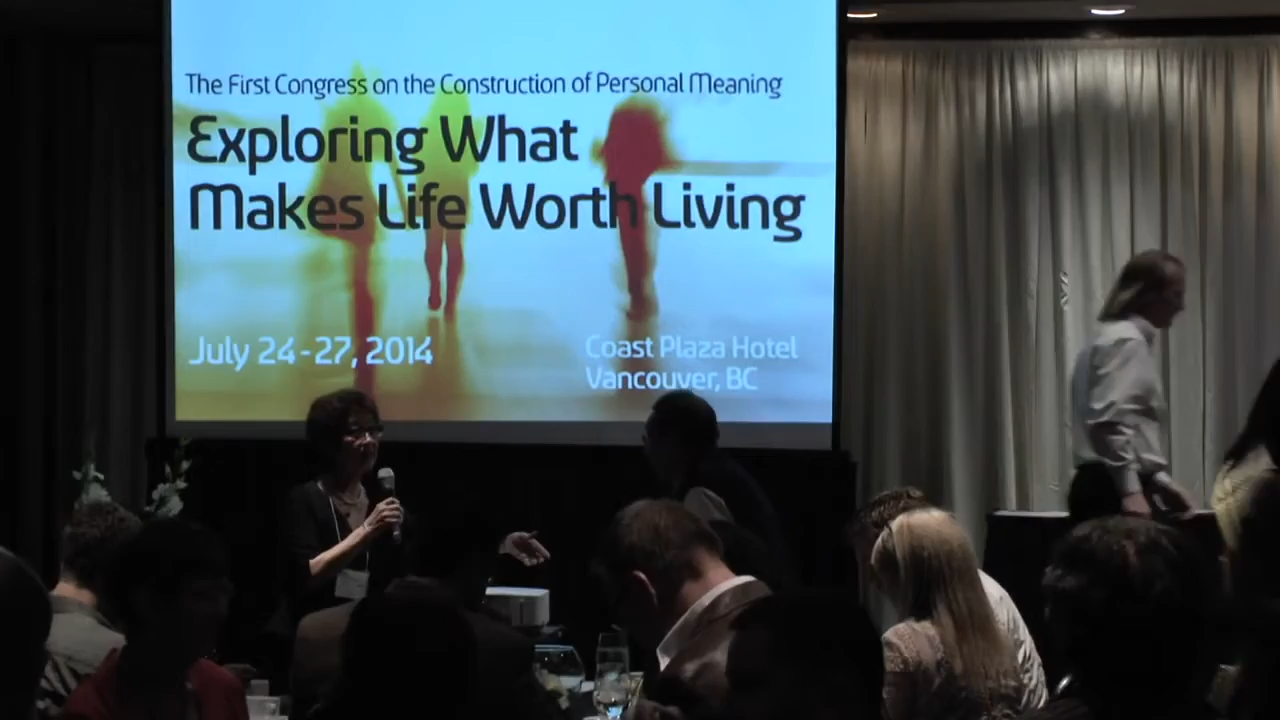 The First Congress on the Construction of Personal Meaning
Exploring What
Makes Life Worth Living
July 24-27, 2014
Coast Plaza Hotel
Vancouver, BC